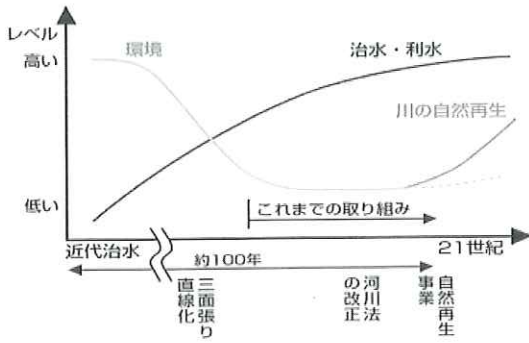 レベル
高い
環境
治水・利水
川の自然再生
低い
これまでの取り組み
近代治水
21世紀
約100年
三面張り
直線化
河川法
の改正
自然再生
事業